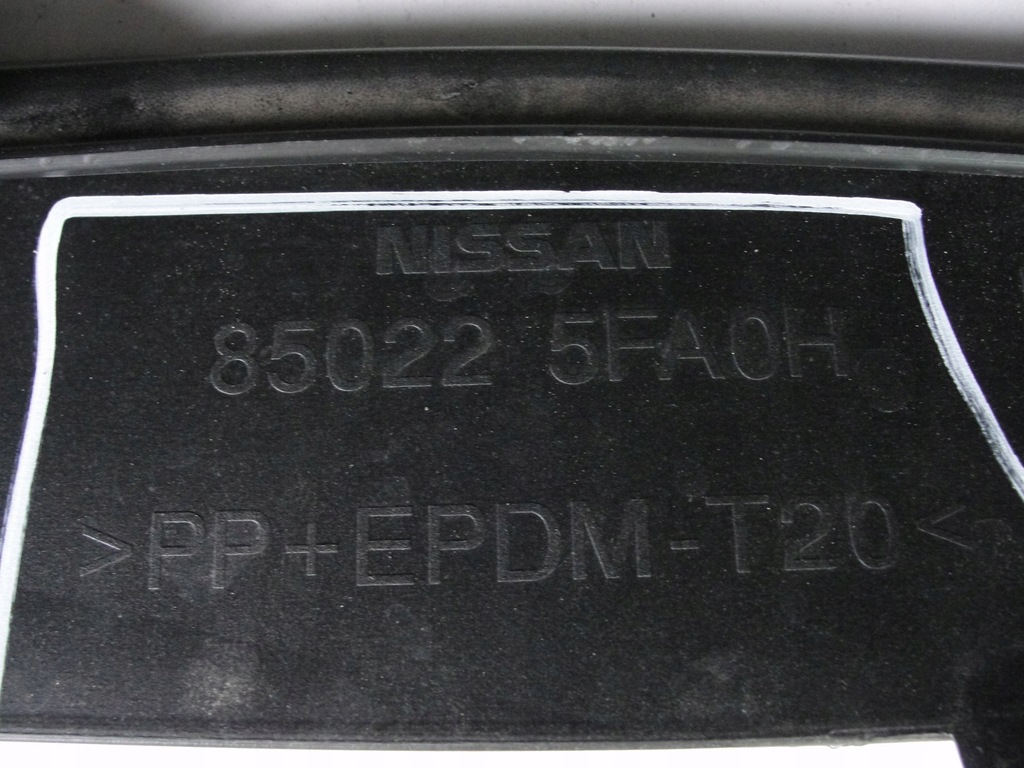 NISSAN
85022 5FA0H
>PP+EPDM-T20<